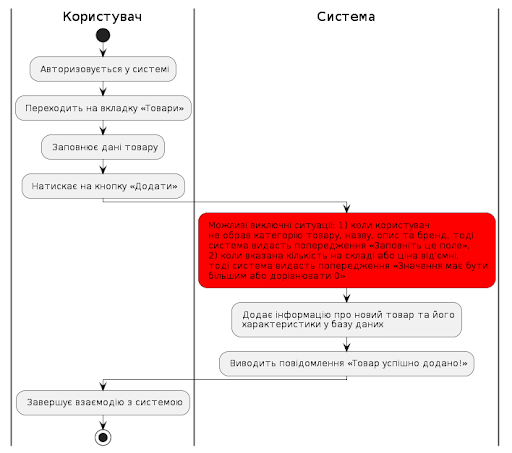 Користувач
Система
Авторизовується у системі
Переходить на вкладку «Товари»
Заповнює дані товару
Натискає на кнопку «Додати»
Можливі виключні ситуації: 1) коли користувач
не обрав категорію товару, назву, опис та бренд, тоді
система видасть попередження «Заповніть це поле»,
2) коли вказана кількість на складі або ціна від'ємні,
тоді система видасть попередження «Значення має бути
більшим або дорівнювати 0»
Додає інформацію про новий товар та його
характеристики у базу даних
Виводить повідомлення «Товар успішно додано!»
Завершує взаємодію з системою